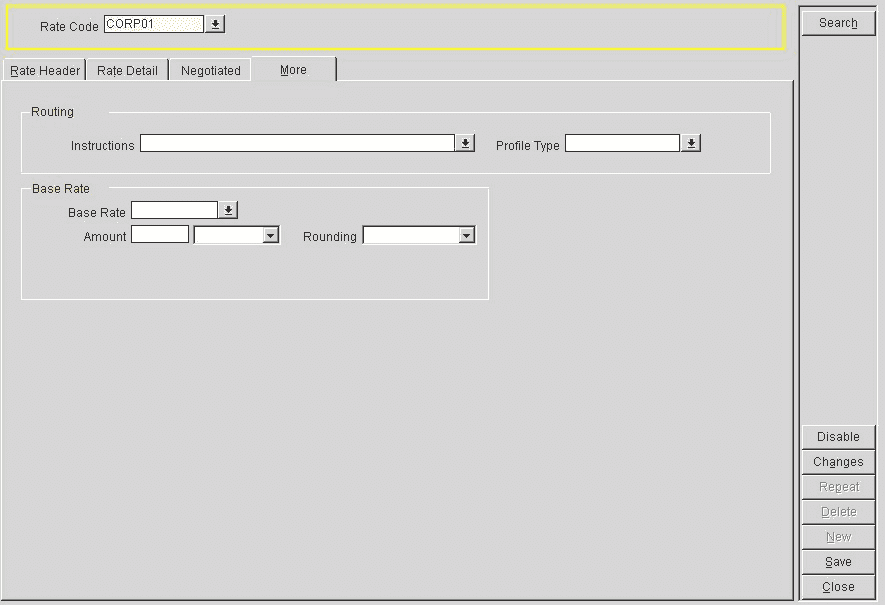 Rate Code CORP01
Search
Rate Header Rate Detail Negotiated More
Routing
Instructions Profile Type
Base Rate
Base Rate
Amount Rounding
Disable
Changes
Repeat
Delete
New
Save
Close